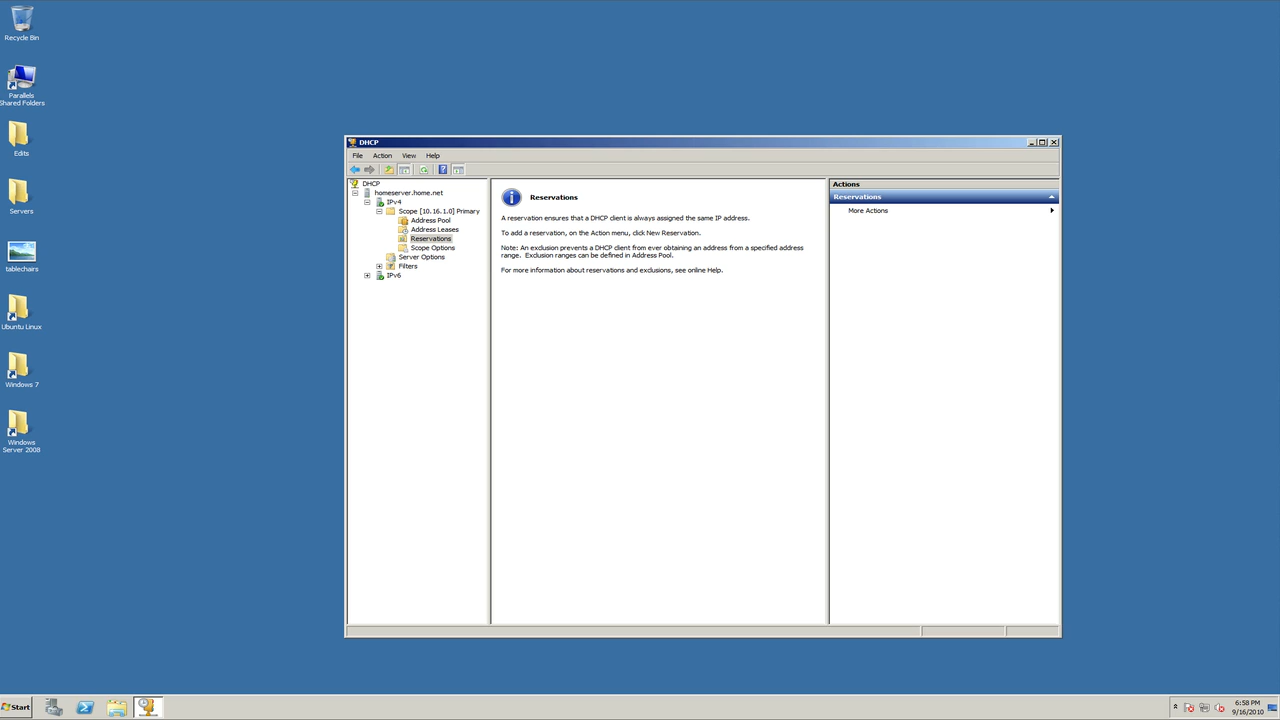 Recycle Bin
Parallels
Shared Folders
Edits
Servers
tablechairs
Ubuntu Linux
Windows 7
Windows
Server 2008
DHCP
File Action View Help
DHCP
homeserver.home.net
IPv4
Scope [10.16.1.0] Primary
Address Pool
Address Leases
Reservations
Scope Options
Server Options
Filters
IPv6
Reservations
A reservation ensures that a DHCP client is always assigned the same IP address.
To add a reservation, on the Action menu, click New Reservation.
Note: An exclusion prevents a DHCP client from ever obtaining an address from a specified address
range. Exclusion ranges can be defined in Address Pool.
For more information about reservations and exclusions, see online Help.
Actions
Reservations
More Actions
Start
6:58 PM
9/16/2010